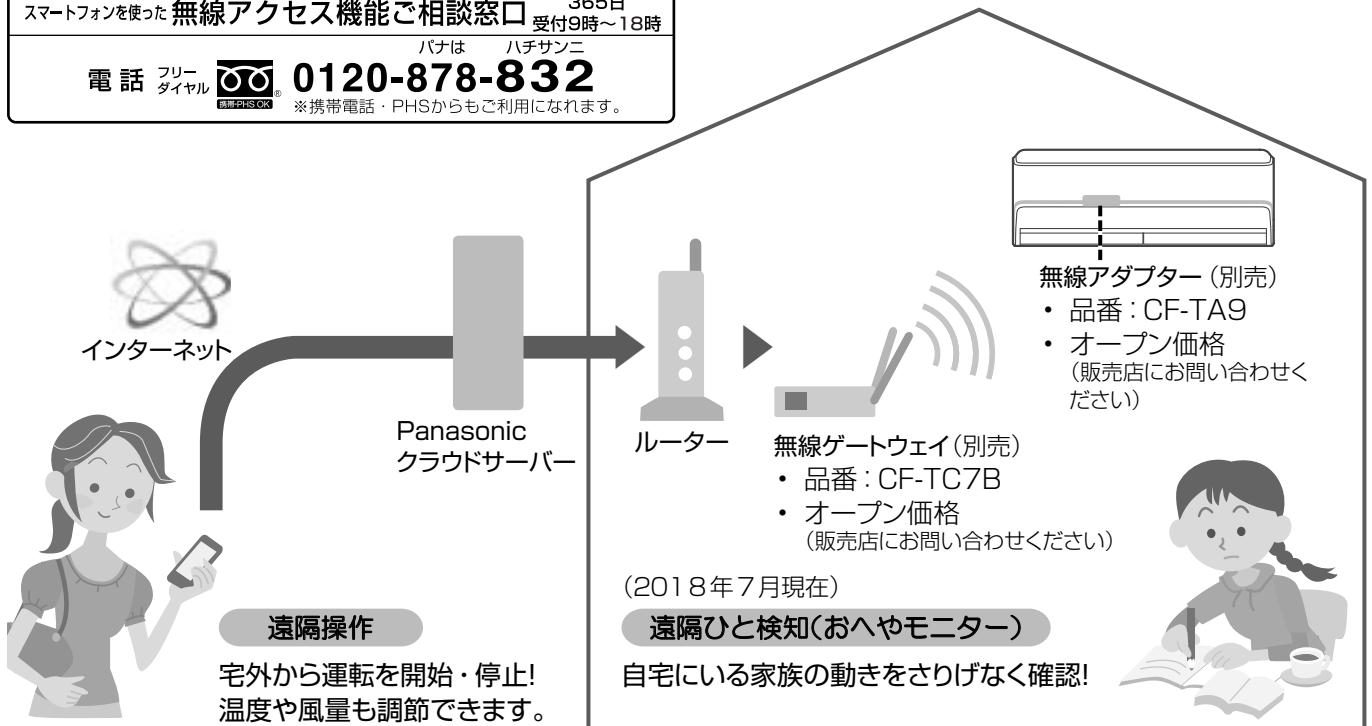 スマートフォンを使った 無線アクセス機能ご相談窓口 365日
受付9時～18時
パナは ハチサンニ
電話 フリーダイヤル 0120-878-832
携帯・PHS OK
※携帯電話・PHSからもご利用になれます。
インターネット
Panasonic
クラウドサーバー
ルーター
無線アダプター（別売）
・ 品番：CF-TA9
・ オープン価格
（販売店にお問い合わせく
ださい）
無線ゲートウェイ（別売）
・ 品番：CF-TC7B
・ オープン価格
（販売店にお問い合わせください）
（2018年7月現在）
遠隔操作
宅外から運転を開始・停止!
温度や風量も調節できます。
遠隔ひと検知（おへやモニター）
自宅にいる家族の動きをさりげなく確認!